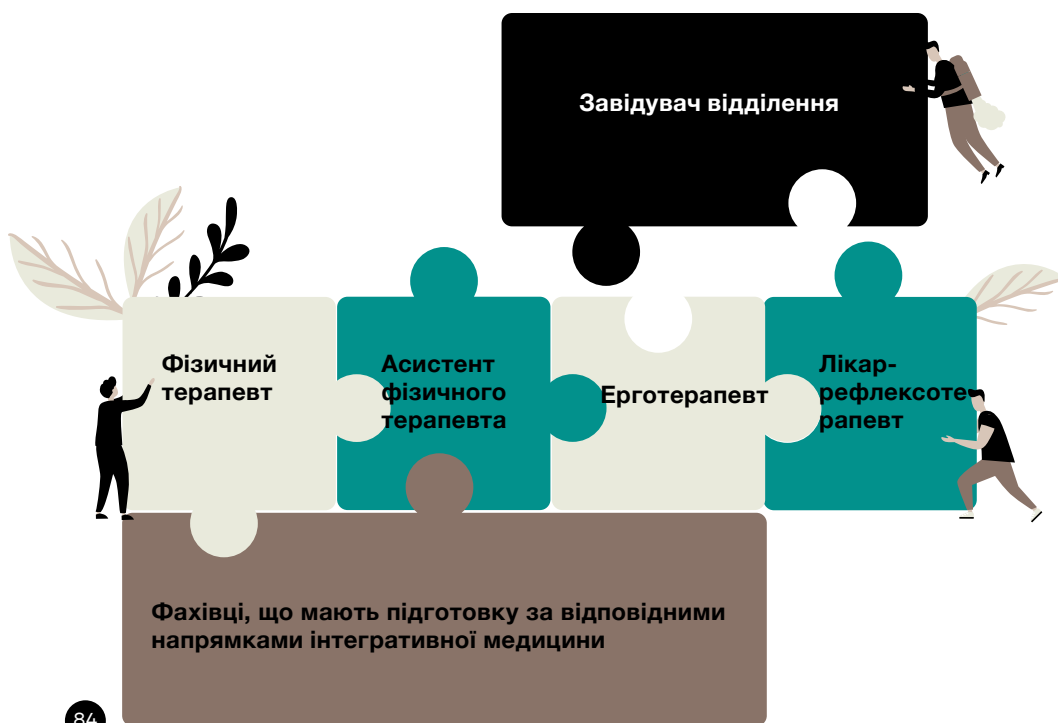 Завідувач відділення
Фізичний
терапевт
Асистент
фізичного
терапевта
Ерготерапевт
Лікар-
рефлексоте-
рапевт
Фахівці, що мають підготовку за відповідними
напрямками інтегративної медицини
84